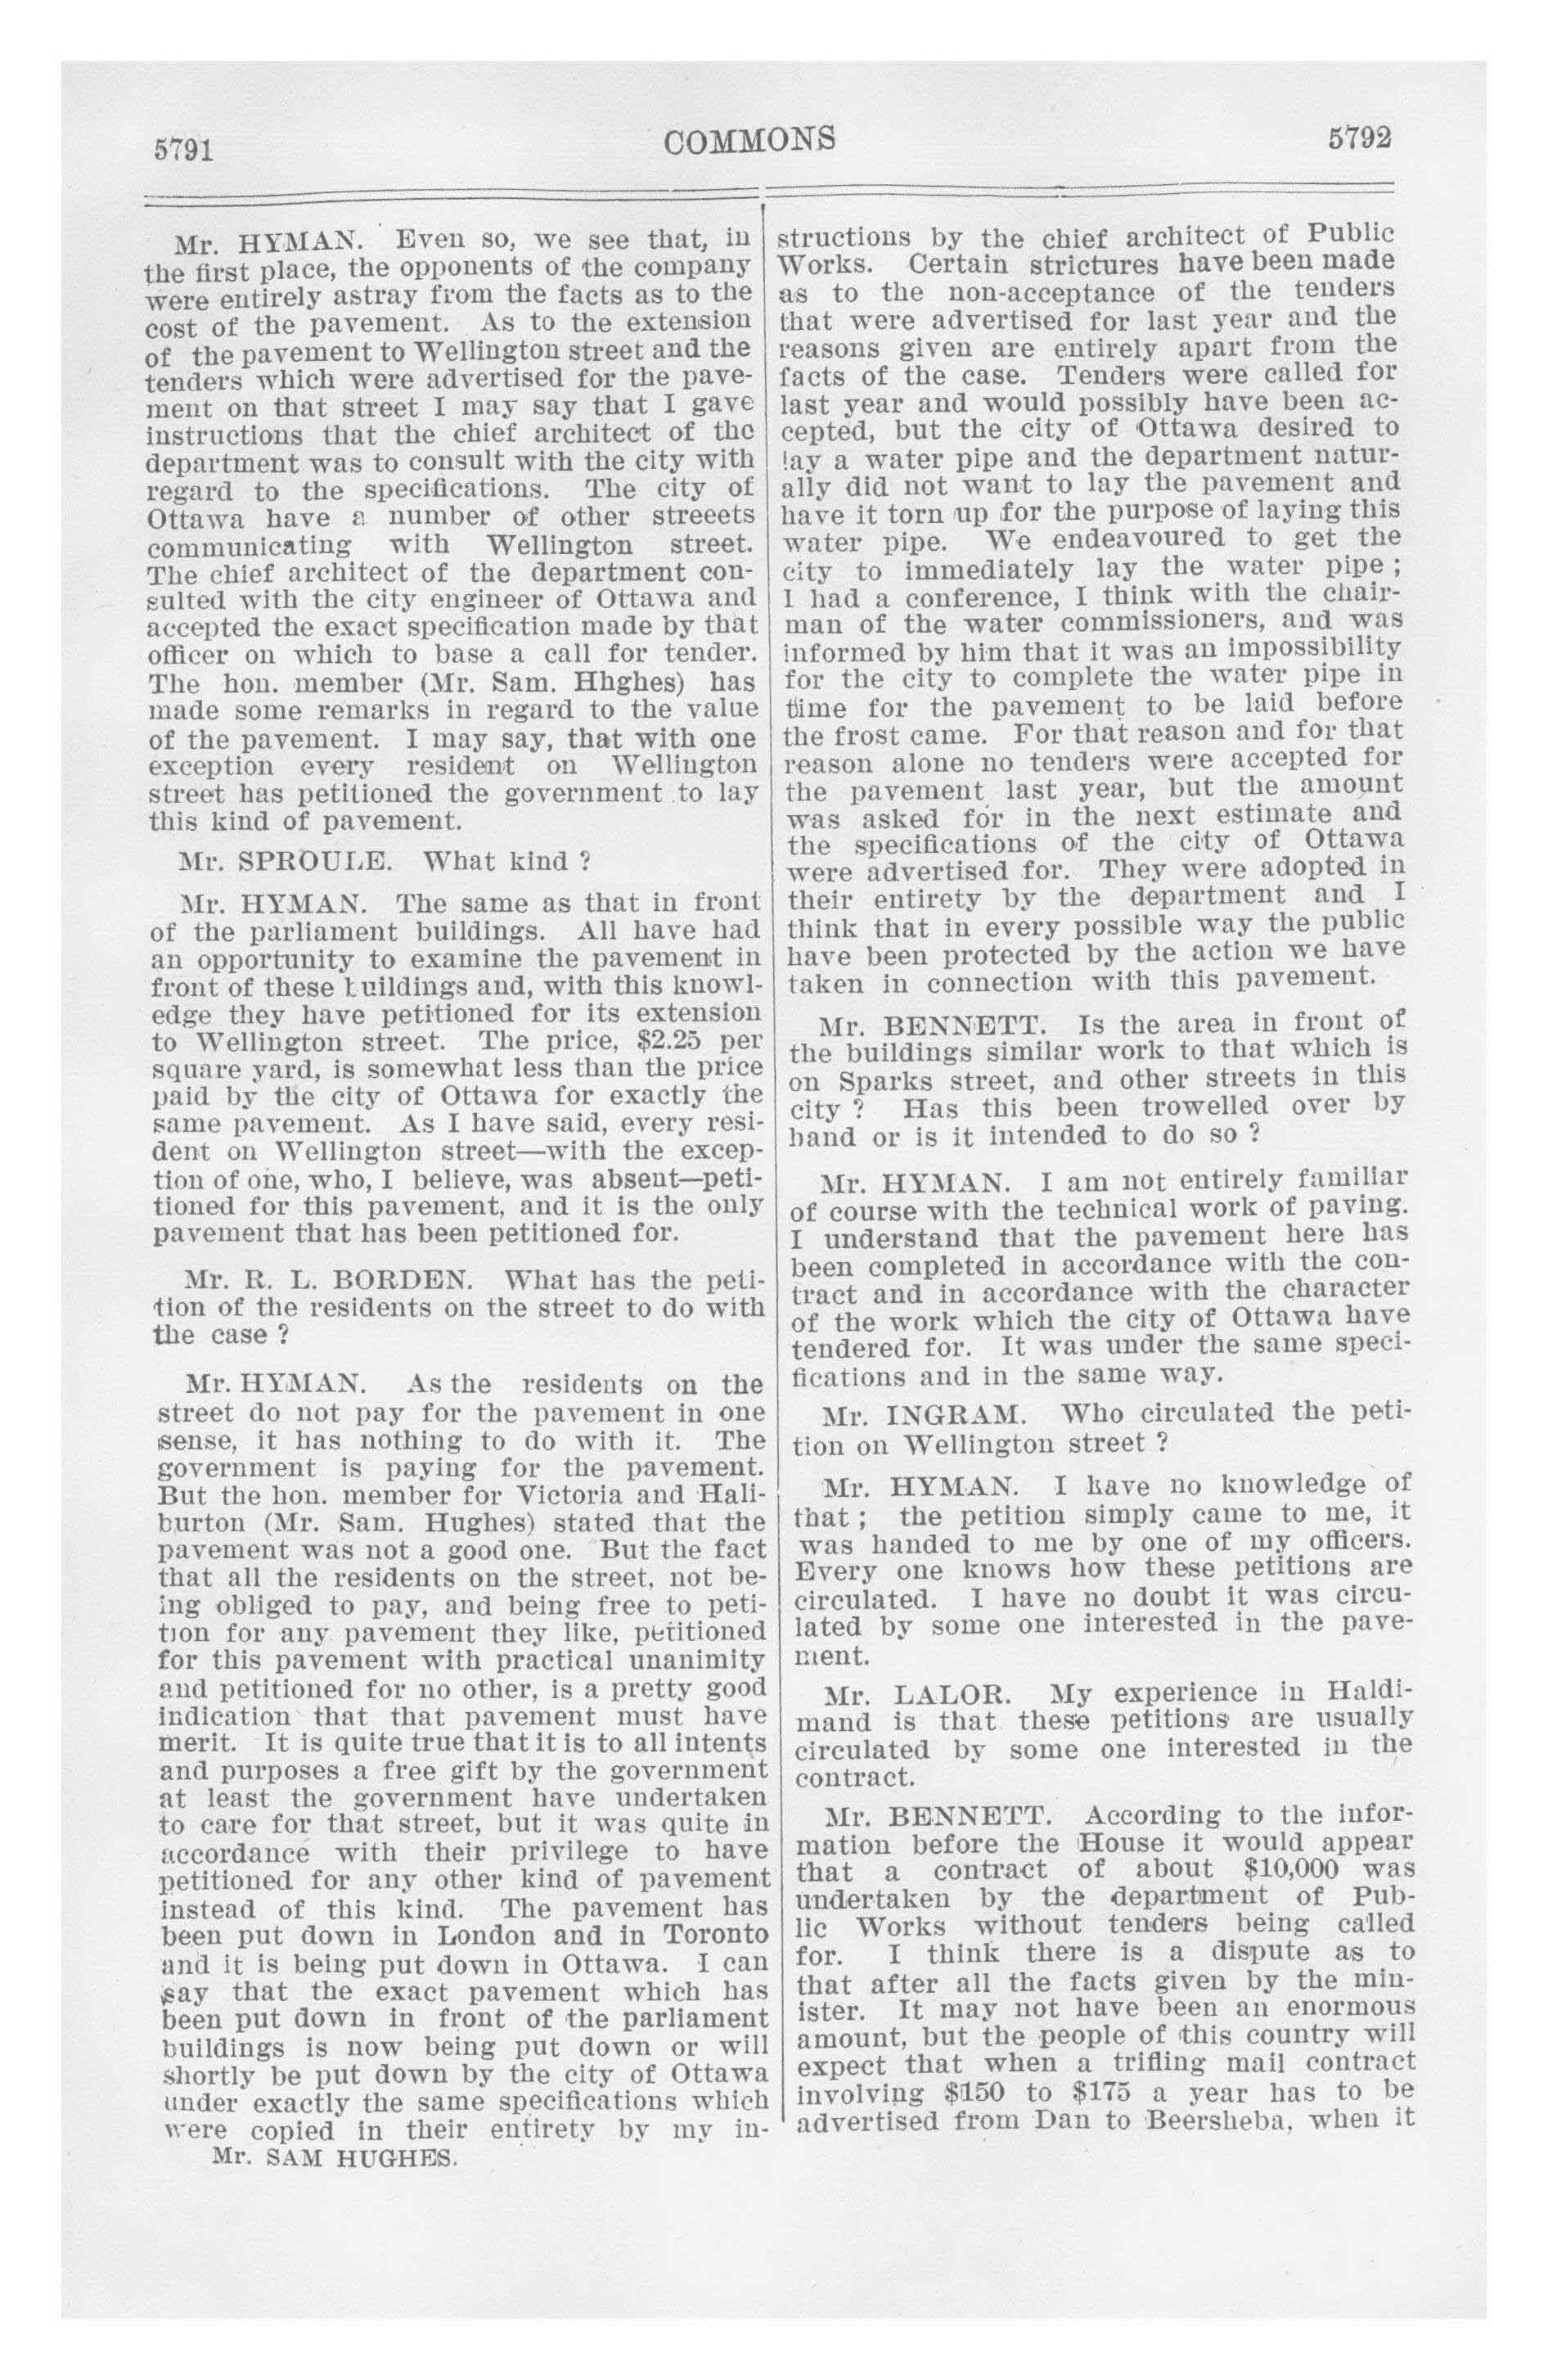 5791
COMMONS
5792
Mr. HYMAN. Even so, we see that, in
the first place, the opponents of the company
were entirely astray from the facts as to the
cost of the pavement. As to the extension
of the pavement to Wellington street and the
tenders which were advertised for the pave-
ment on that street I may say that I gave
instructions that the chief architect of the
department was to consult with the city with
regard to the specifications. The city of
Ottawa have a number of other streeets
communicating with Wellington street.
The chief architect of the department con-
sulted with the city engineer of Ottawa and
accepted the exact specification made by that
officer on which to base a call for tender.
The hon. member (Mr. Sam. Hhghes) has
made some remarks in regard to the value
of the pavement. I may say, that with one
exception every resident on Wellington
street has petitioned the government to lay
this kind of pavement.
Mr. SPROULE. What kind ?
Mr. HYMAN. The same as that in front
of the parliament buildings. All have had
an opportunity to examine the pavement in
front of these buildings and, with this knowl-
edge they have petitioned for its extension
to Wellington street. The price, $2.25 per
square yard, is somewhat less than the price
paid by the city of Ottawa for exactly the
same pavement. As I have said, every resi-
dent on Wellington street—with the excep-
tion of one, who, I believe, was absent—peti-
tioned for this pavement, and it is the only
pavement that has been petitioned for.
Mr. R. L. BORDEN. What has the peti-
tion of the residents on the street to do with
the case ?
Mr. HYMAN. As the residents on the
street do not pay for the pavement in one
sense, it has nothing to do with it. The
government is paying for the pavement.
But the hon. member for Victoria and Hali-
burton (Mr. Sam. Hughes) stated that the
pavement was not a good one. But the fact
that all the residents on the street, not be-
ing obliged to pay, and being free to peti-
tion for any pavement they like, petitioned
for this pavement with practical unanimity
and petitioned for no other, is a pretty good
indication that that pavement must have
merit. It is quite true that it is to all intents
and purposes a free gift by the government
at least the government have undertaken
to care for that street, but it was quite in
accordance with their privilege to have
petitioned for any other kind of pavement
instead of this kind. The pavement has
been put down in London and in Toronto
and it is being put down in Ottawa. I can
say that the exact pavement which has
been put down in front of the parliament
buildings is now being put down or will
shortly be put down by the city of Ottawa
under exactly the same specifications which
were copied in their entirety by my in-
Mr. SAM HUGHES.
structions by the chief architect of Public
Works. Certain strictures have been made
as to the non-acceptance of the tenders
that were advertised for last year and the
reasons given are entirely apart from the
facts of the case. Tenders were called for
last year and would possibly have been ac-
cepted, but the city of Ottawa desired to
lay a water pipe and the department natur-
ally did not want to lay the pavement and
have it torn up for the purpose of laying this
water pipe. We endeavoured to get the
city to immediately lay the water pipe ;
I had a conference, I think with the chair-
man of the water commissioners, and was
informed by him that it was an impossibility
for the city to complete the water pipe in
time for the pavement to be laid before
the frost came. For that reason and for that
reason alone no tenders were accepted for
the pavement last year, but the amount
was asked for in the next estimate and
the specifications of the city of Ottawa
were advertised for. They were adopted in
their entirety by the department and I
think that in every possible way the public
have been protected by the action we have
taken in connection with this pavement.
Mr. BENNETT. Is the area in front of
the buildings similar work to that which is
on Sparks street, and other streets in this
city ? Has this been trowelled over by
hand or is it intended to do so ?
Mr. HYMAN. I am not entirely familiar
of course with the technical work of paving.
I understand that the pavement here has
been completed in accordance with the con-
tract and in accordance with the character
of the work which the city of Ottawa have
tendered for. It was under the same speci-
fications and in the same way.
Mr. INGRAM. Who circulated the peti-
tion on Wellington street ?
Mr. HYMAN. I have no knowledge of
that ; the petition simply came to me, it
was handed to me by one of my officers.
Every one knows how these petitions are
circulated. I have no doubt it was circu-
lated by some one interested in the pave-
ment.
Mr. LALOR. My experience in Haldi-
mand is that these petitions are usually
circulated by some one interested in the
contract.
Mr. BENNETT. According to the infor-
mation before the House it would appear
that a contract of about $10,000 was
undertaken by the department of Pub-
lic Works without tenders being called
for. I think there is a dispute as to
that after all the facts given by the min-
ister. It may not have been an enormous
amount, but the people of this country will
expect that when a trifling mail contract
involving $150 to $175 a year has to be
advertised from Dan to Beersheba, when it